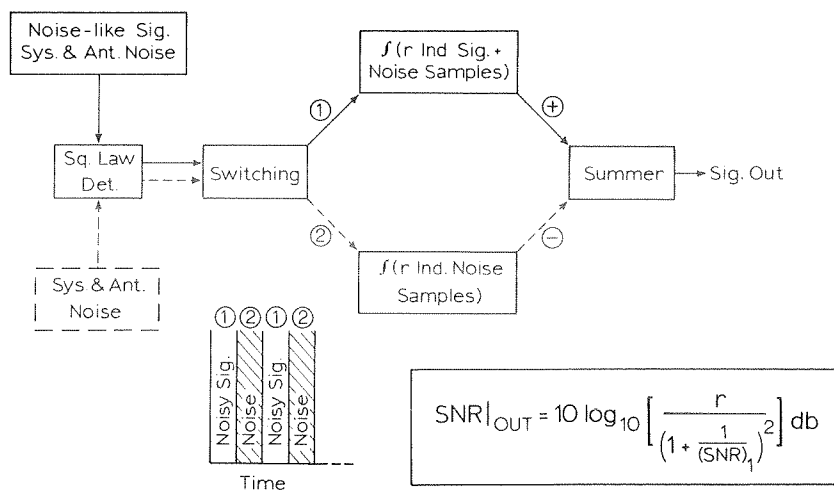 Noise-like Sig.
Sys. & Ant. Noise
∫(r Ind Sig. +
Noise Samples)
①
+
Sq. Law
Det.
Switching
Summer
Sig. Out
②
−
Sys. & Ant.
Noise
∫(r Ind. Noise
Samples)
① ② ① ②
Noisy Sig.
Noise
Noisy Sig.
Noise
Time
SNR|OUT = 10 log10 [ r / (1 + 1/(SNR)1)^2 ] db